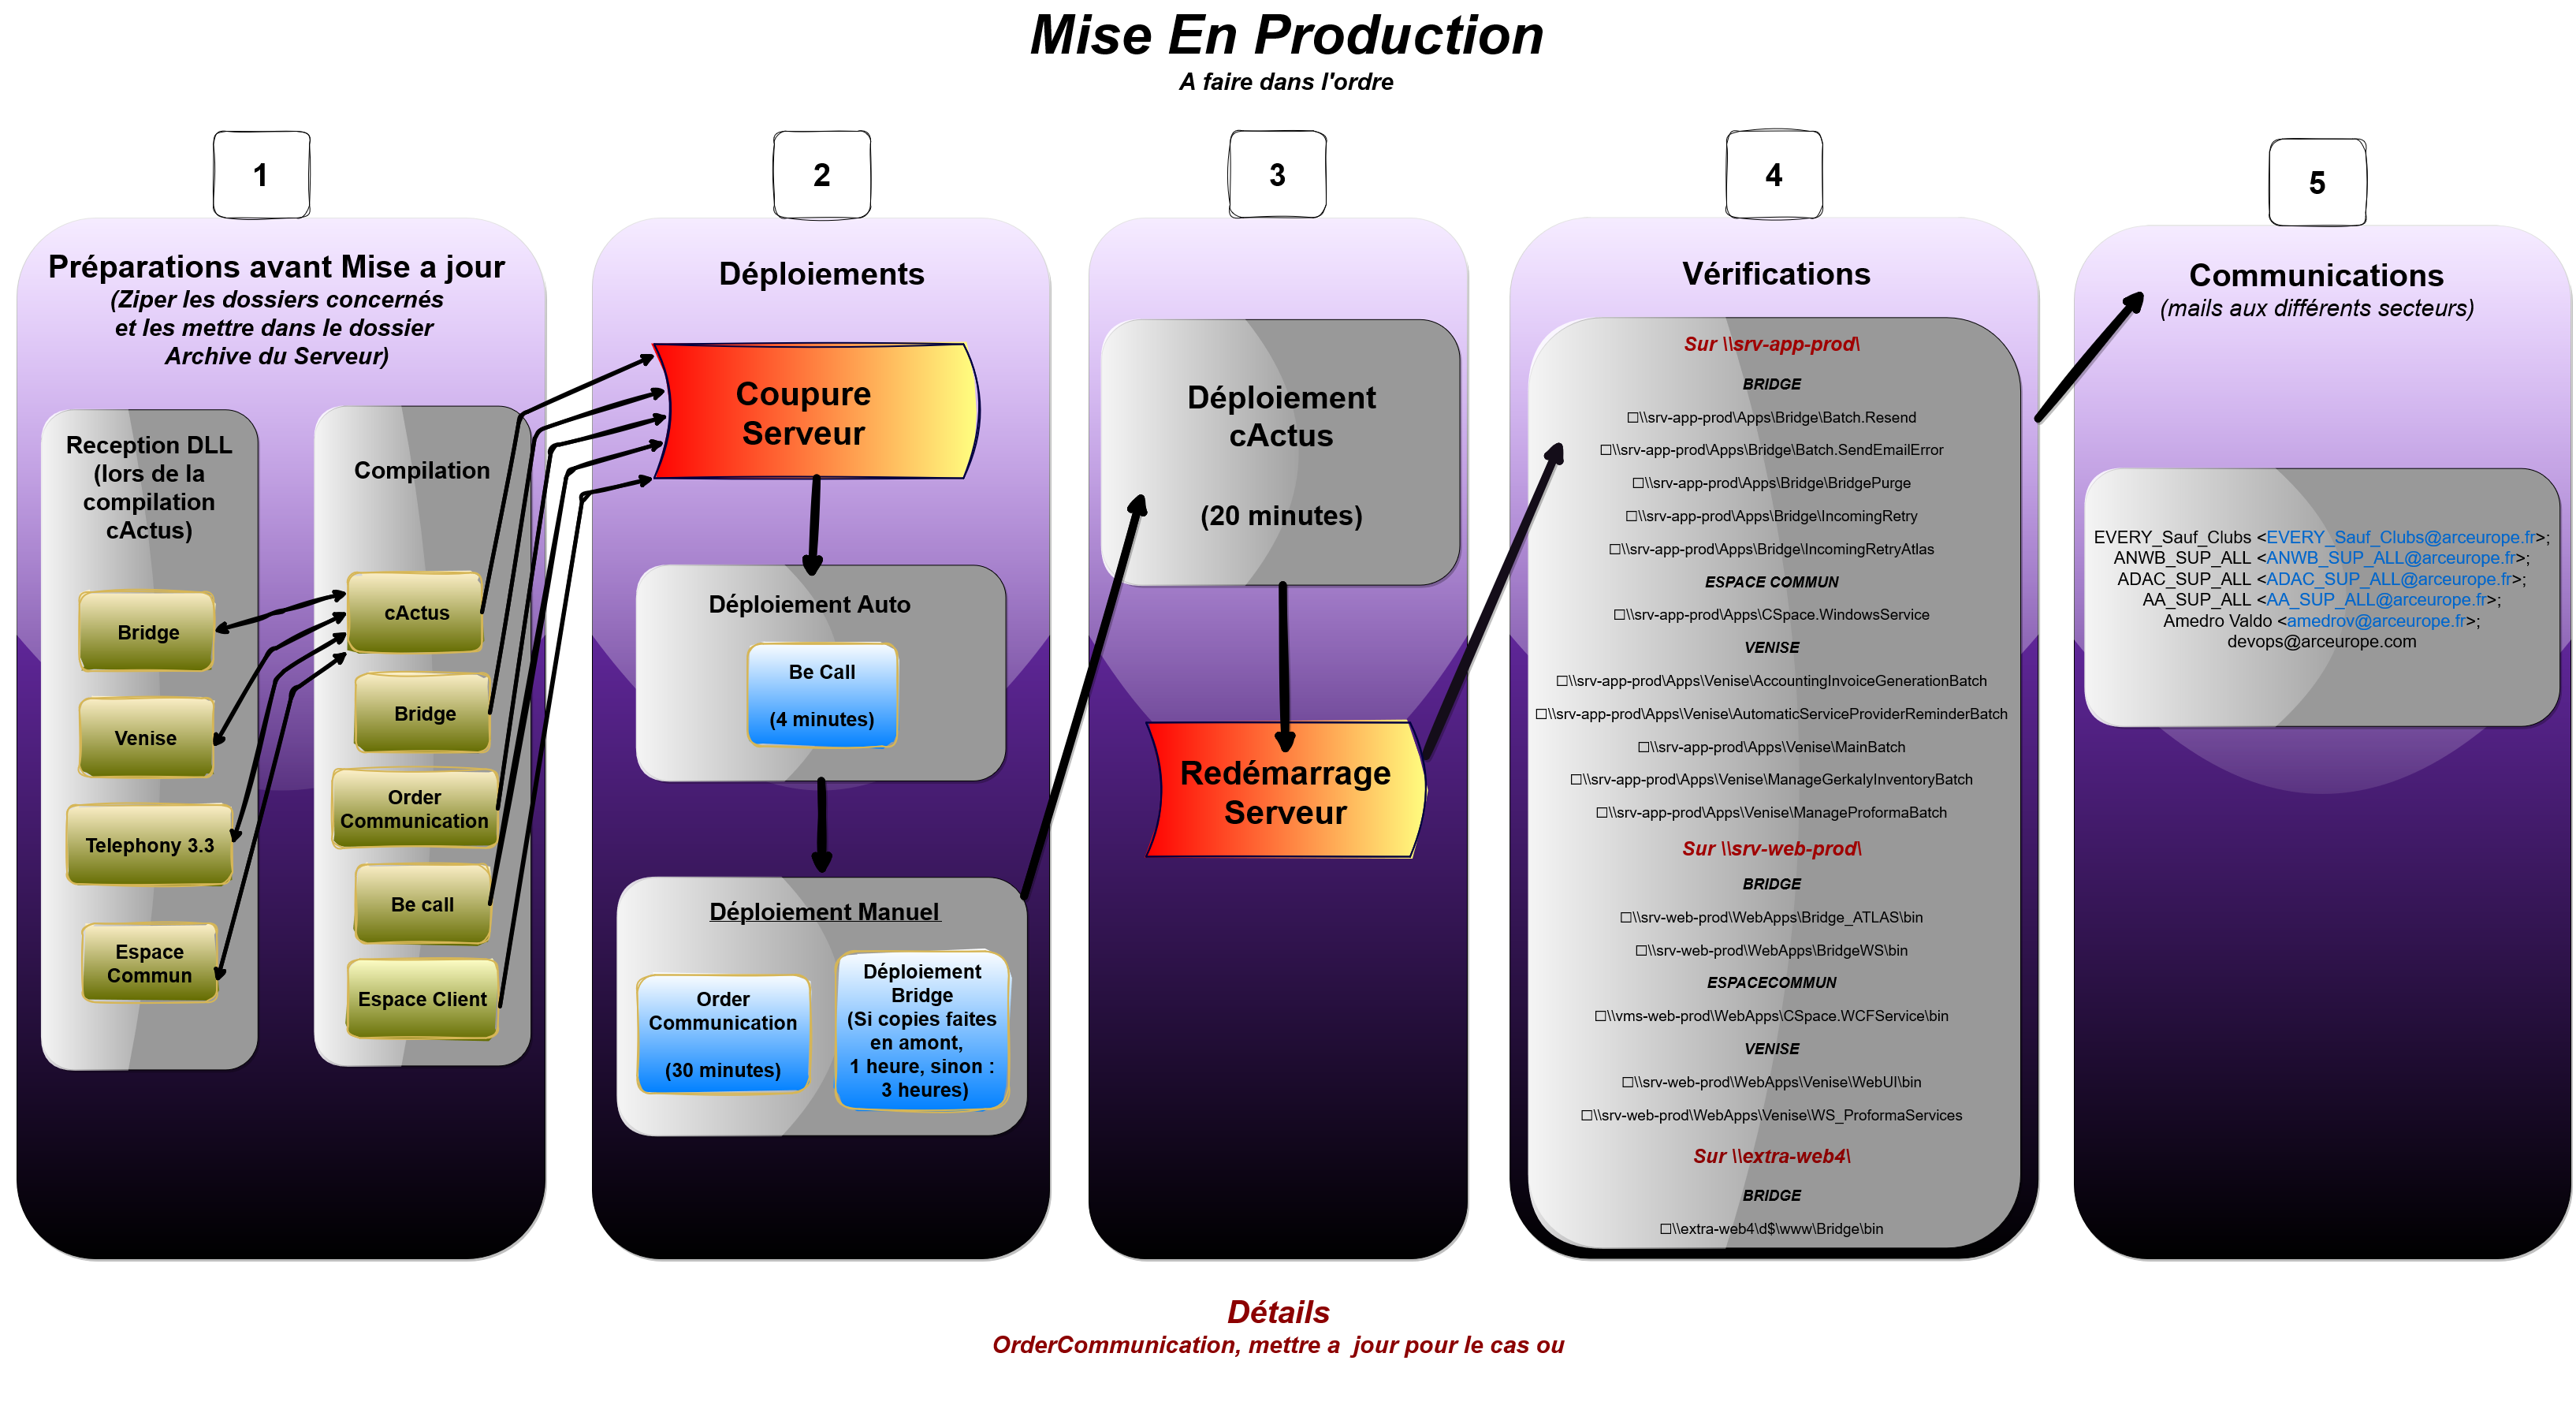 Mise En Production
A faire dans l'ordre
1
Préparations avant Mise a jour
(Ziper les dossiers concernés
et les mettre dans le dossier
Archive du Serveur)
Reception DLL
(lors de la
compilation
cActus)
Bridge
Venise
Telephony 3.3
Espace
Commun
Compilation
cActus
Bridge
Order
Communication
Be call
Espace Client
2
Déploiements
Coupure
Serveur
Déploiement Auto
Be Call
(4 minutes)
Déploiement Manuel
Order
Communication
(30 minutes)
Déploiement
Bridge
(Si copies faites
en amont,
1 heure, sinon :
3 heures)
3
Déploiement
cActus
(20 minutes)
Redémarrage
Serveur
4
Vérifications
Sur \\srv-app-prod\
BRIDGE
☐\\srv-app-prod\Apps\Bridge\Batch.Resend
☐\\srv-app-prod\Apps\Bridge\Batch.SendEmailError
☐\\srv-app-prod\Apps\Bridge\BridgePurge
☐\\srv-app-prod\Apps\Bridge\IncomingRetry
☐\\srv-app-prod\Apps\Bridge\IncomingRetryAtlas
ESPACE COMMUN
☐\\srv-app-prod\Apps\CSpace.WindowsService
VENISE
☐\\srv-app-prod\Apps\Venise\AccountingInvoiceGenerationBatch
☐\\srv-app-prod\Apps\Venise\AutomaticServiceProviderReminderBatch
☐\\srv-app-prod\Apps\Venise\MainBatch
☐\\srv-app-prod\Apps\Venise\ManageGerkalyInventoryBatch
☐\\srv-app-prod\Apps\Venise\ManageProformaBatch
Sur \\srv-web-prod\
BRIDGE
☐\\srv-web-prod\WebApps\Bridge_ATLAS\bin
☐\\srv-web-prod\WebApps\BridgeWS\bin
ESPACECOMMUN
☐\\vms-web-prod\WebApps\CSpace.WCFService\bin
VENISE
☐\\srv-web-prod\WebApps\Venise\WebUI\bin
☐\\srv-web-prod\WebApps\Venise\WS_ProformaServices
Sur \\extra-web4\
BRIDGE
☐\\extra-web4\d$\www\Bridge\bin
5
Communications
(mails aux différents secteurs)
EVERY_Sauf_Clubs <EVERY_Sauf_Clubs@arceurope.fr>;
ANWB_SUP_ALL <ANWB_SUP_ALL@arceurope.fr>;
ADAC_SUP_ALL <ADAC_SUP_ALL@arceurope.fr>;
AA_SUP_ALL <AA_SUP_ALL@arceurope.fr>;
Amedro Valdo <amedrov@arceurope.fr>;
devops@arceurope.com
Détails
OrderCommunication, mettre a  jour pour le cas ou